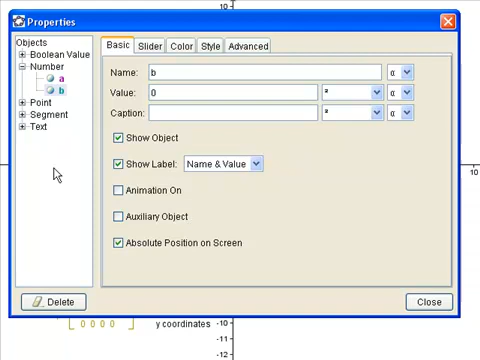 10
Properties
Objects
Boolean Value
Number
a
b
Point
Segment
Text
Basic Slider Color Style Advanced
Name: b α
Value: 0 ² α
Caption: ² α
Show Object
Show Label: Name & Value
Animation On
Auxiliary Object
Absolute Position on Screen
Delete
Close
10
0 0 0 0 y coordinates
-10
-11
-12